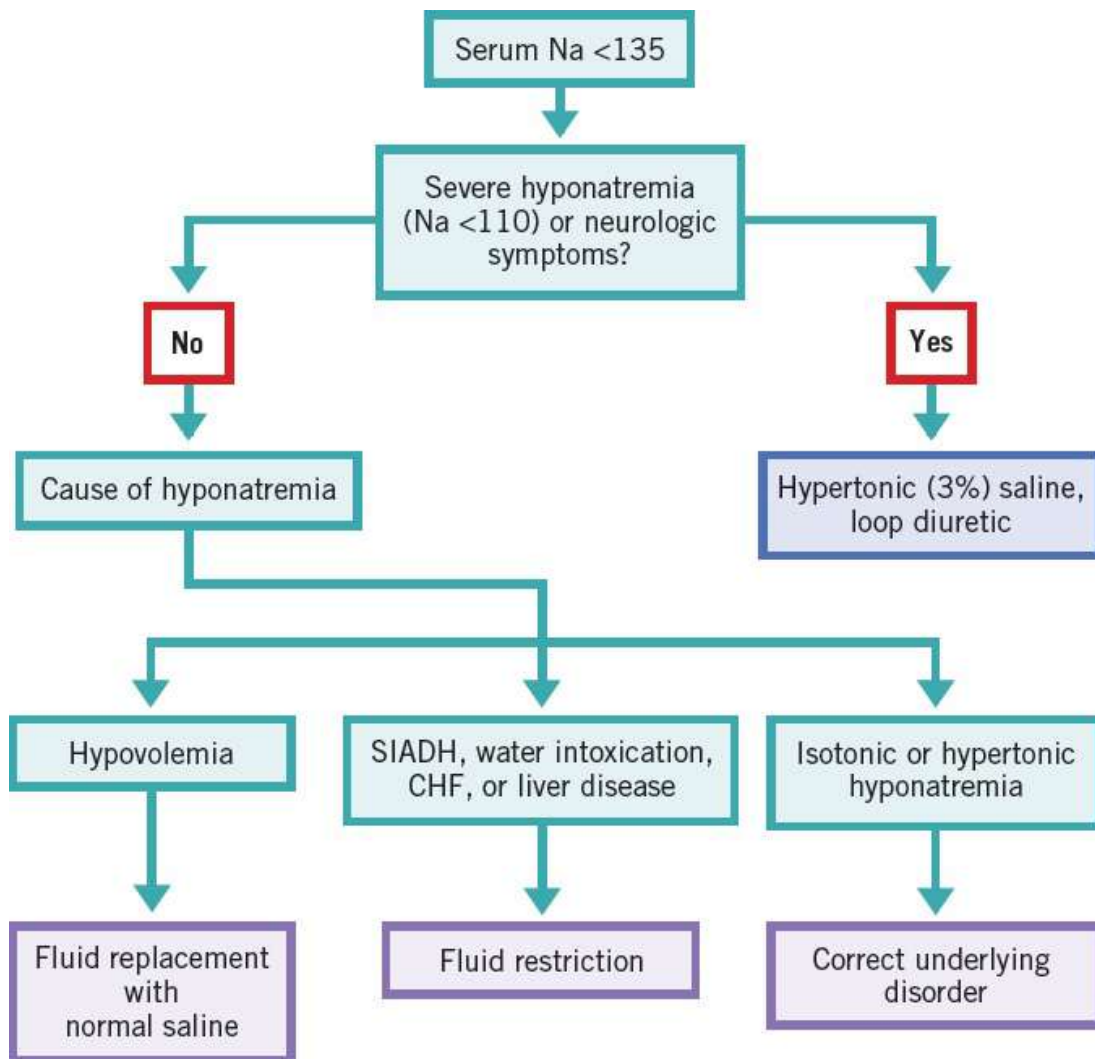 Serum Na <135
Severe hyponatremia
(Na <110) or neurologic
symptoms?
No
Yes
Cause of hyponatremia
Hypertonic (3%) saline,
loop diuretic
Hypovolemia
SIADH, water intoxication,
CHF, or liver disease
Isotonic or hypertonic
hyponatremia
Fluid replacement
with
normal saline
Fluid restriction
Correct underlying
disorder